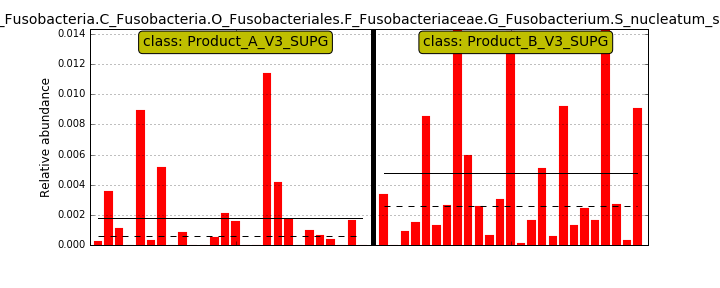 _Fusobacteria.C_Fusobacteria.O_Fusobacteriales.F_Fusobacteriaceae.G_Fusobacterium.S_nucleatum_s
0.014
class: Product_A_V3_SUPG class: Product_B_V3_SUPG
0.012
0.010
0.008
0.006
0.004
0.002
0.000
Relative abundance